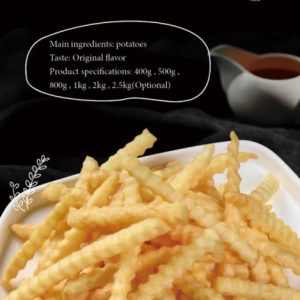 Main ingredients: potatoes
Taste: Original flavor
Product specifications: 400g , 500g ,
800g , 1kg , 2kg , 2.5kg(Optional)